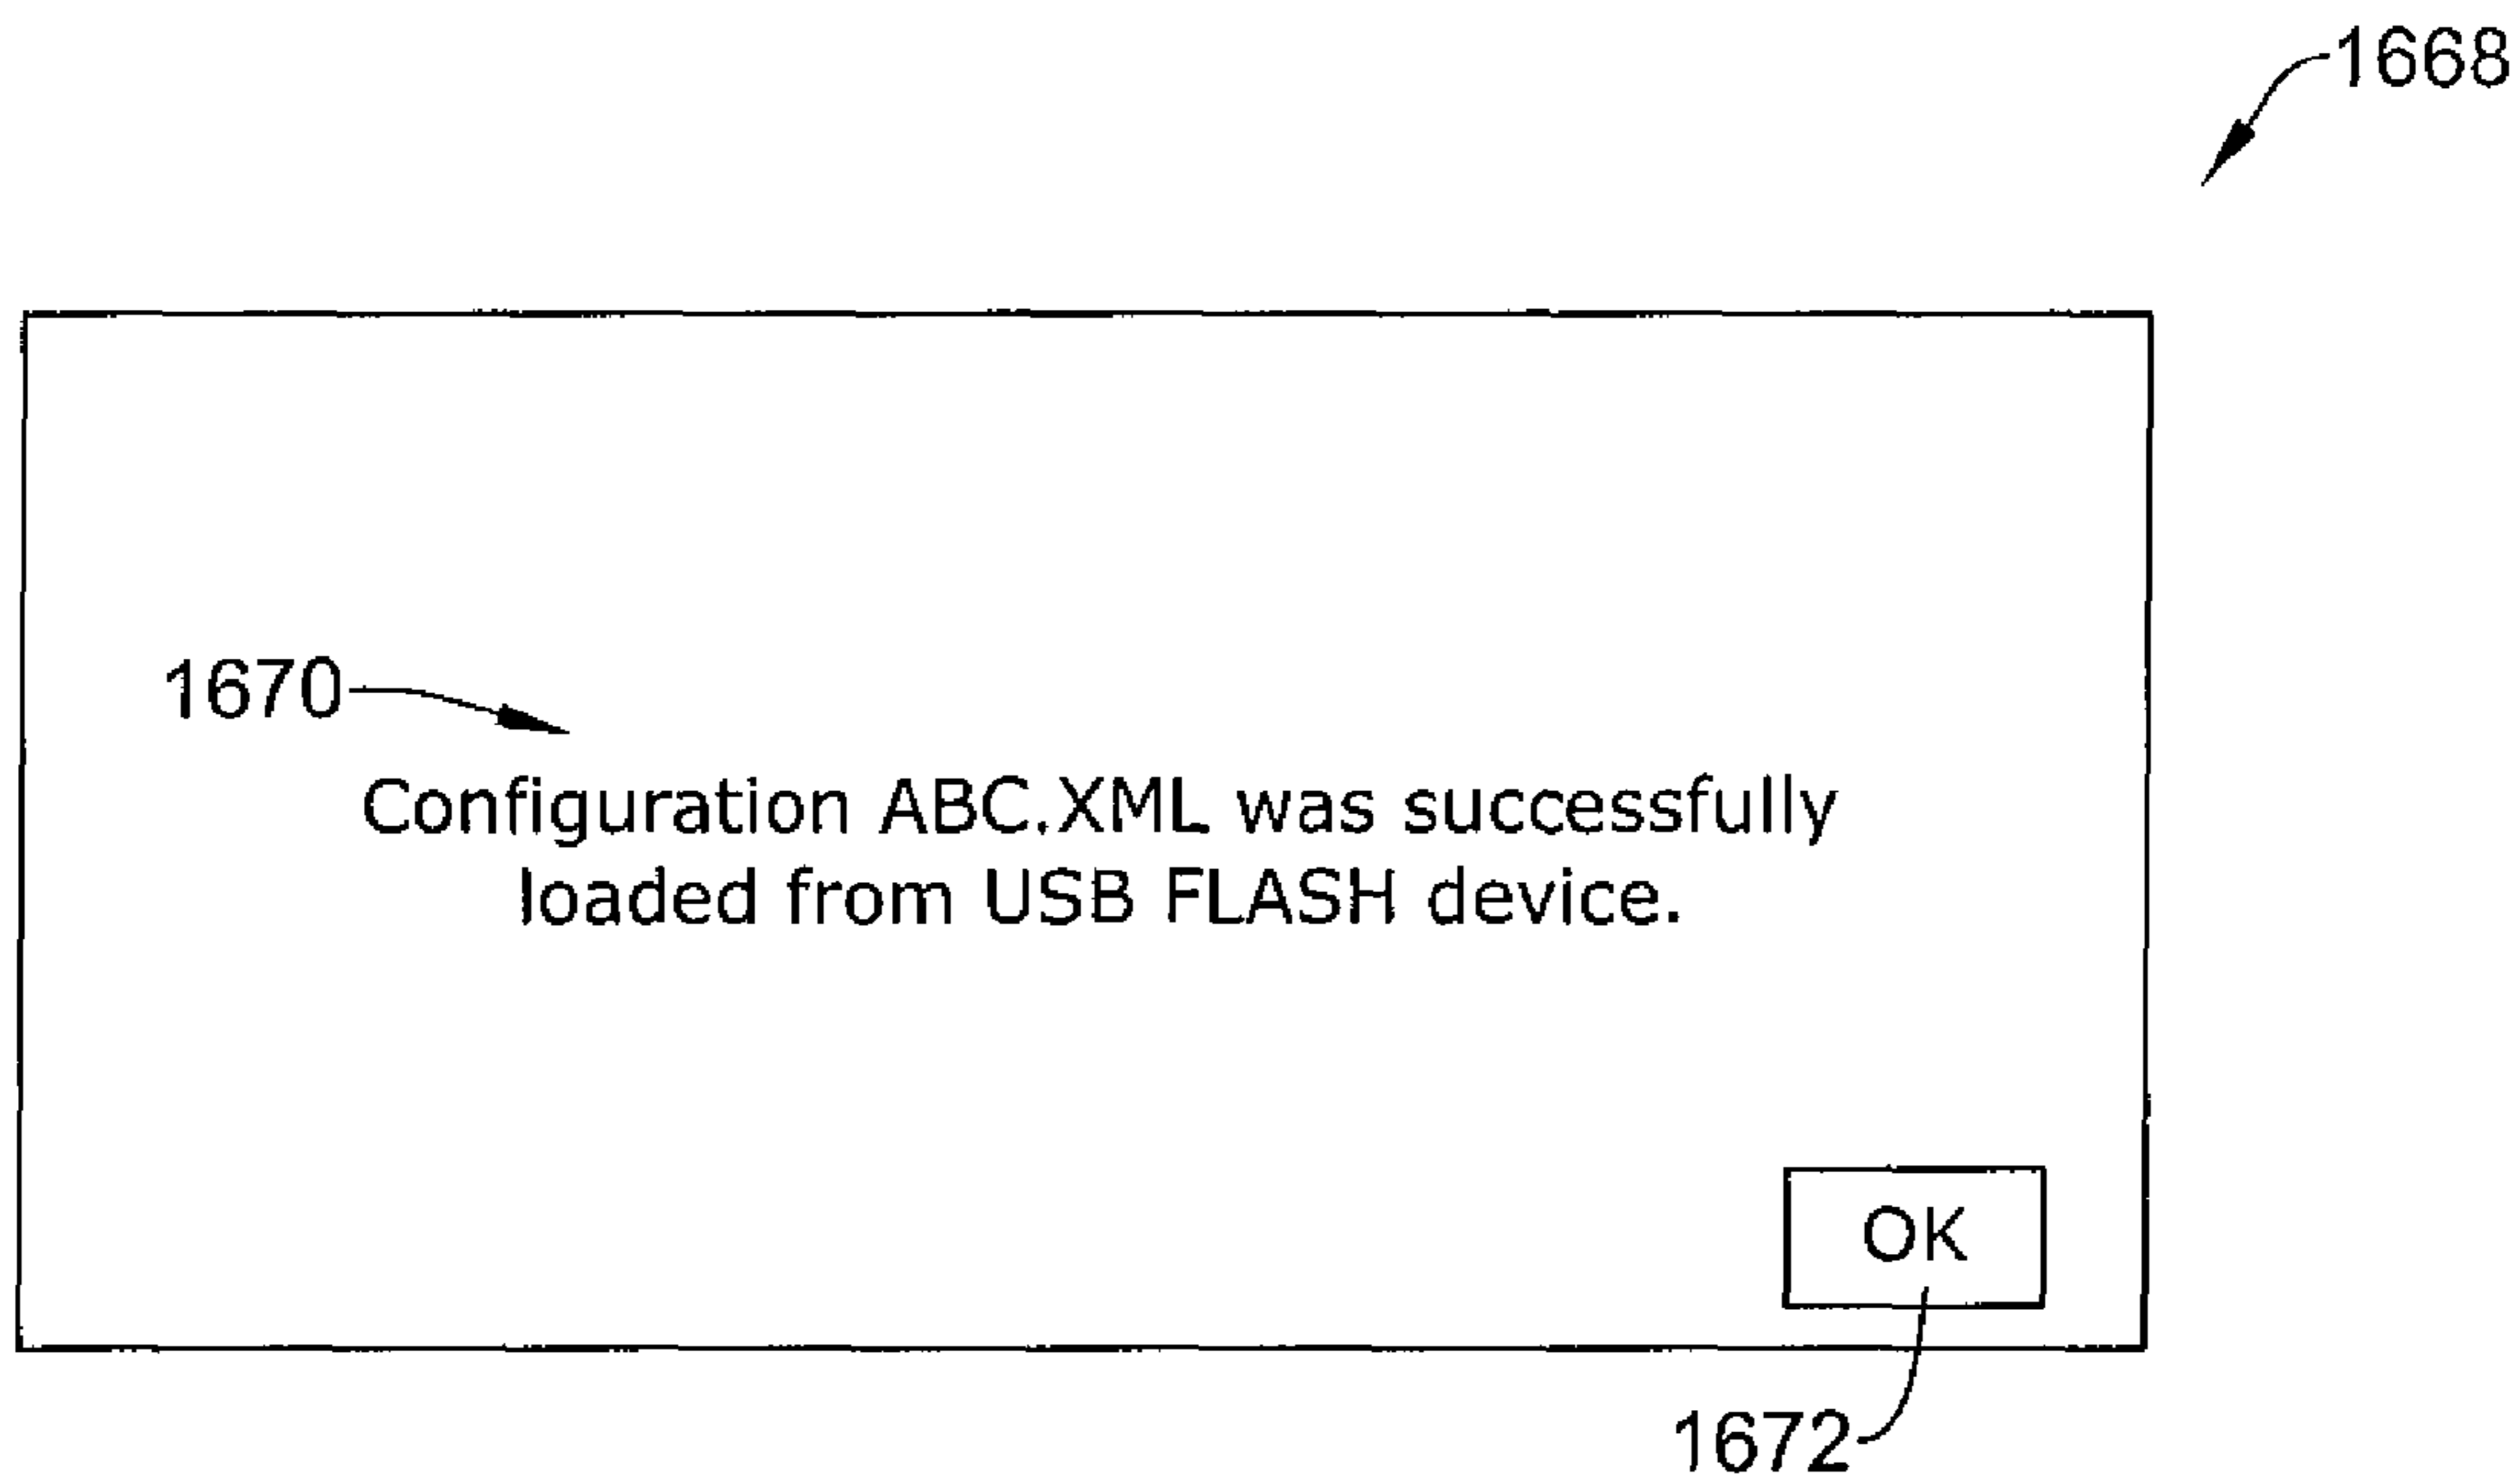 1668
1670
Configuration ABC.XML was successfully
loaded from USB FLASH device.
OK
1672